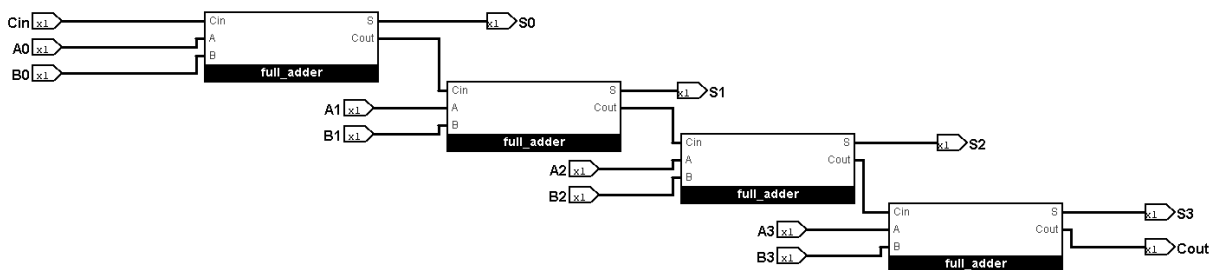 Cin x1 Cin S x1 S0
A0 x1 A Cout
B0 x1 B
full_adder
Cin S x1 S1
A1 x1 A Cout
B1 x1 B
full_adder
Cin S x1 S2
A2 x1 A Cout
B2 x1 B
full_adder
Cin S x1 S3
A3 x1 A Cout
B3 x1 B x1 Cout
full_adder